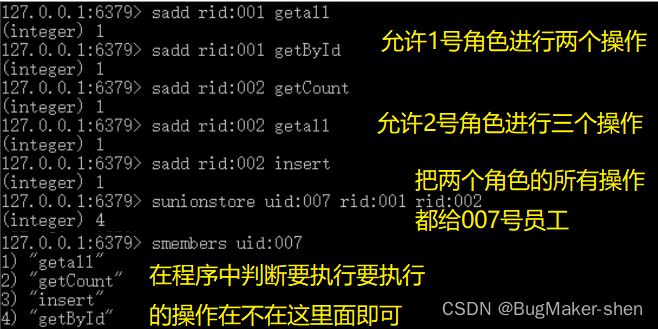 127.0.0.1:6379> sadd rid:001 getall
(integer) 1
127.0.0.1:6379> sadd rid:001 getById
允许1号角色进行两个操作
(integer) 1
127.0.0.1:6379> sadd rid:002 getCount
(integer) 1
127.0.0.1:6379> sadd rid:002 getall
允许2号角色进行三个操作
(integer) 1
127.0.0.1:6379> sadd rid:002 insert
(integer) 1
把两个角色的所有操作
127.0.0.1:6379> sunionstore uid:007 rid:001 rid:002
(integer) 4
都给007号员工
127.0.0.1:6379> smembers uid:007
1) "getall"
2) "getCount"
在程序中判断要执行要执行
3) "insert"
4) "getById"
的操作在不在这里面即可
CSDN @BugMaker-shen